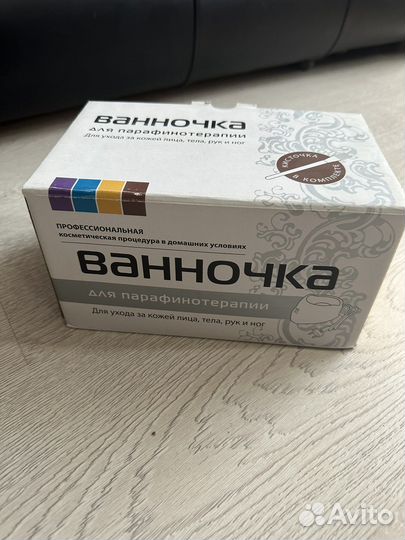 ванночка
для парафинотерапии
Для ухода за кожей лица, тела, рук и ног
КИСТОЧКА
В КОМПЛЕКТЕ
ПРОФЕССИОНАЛЬНАЯ
косметическая процедура в домашних условиях
ванночка
для парафинотерапии
Для ухода за кожей лица, тела, рук и ног
Avito